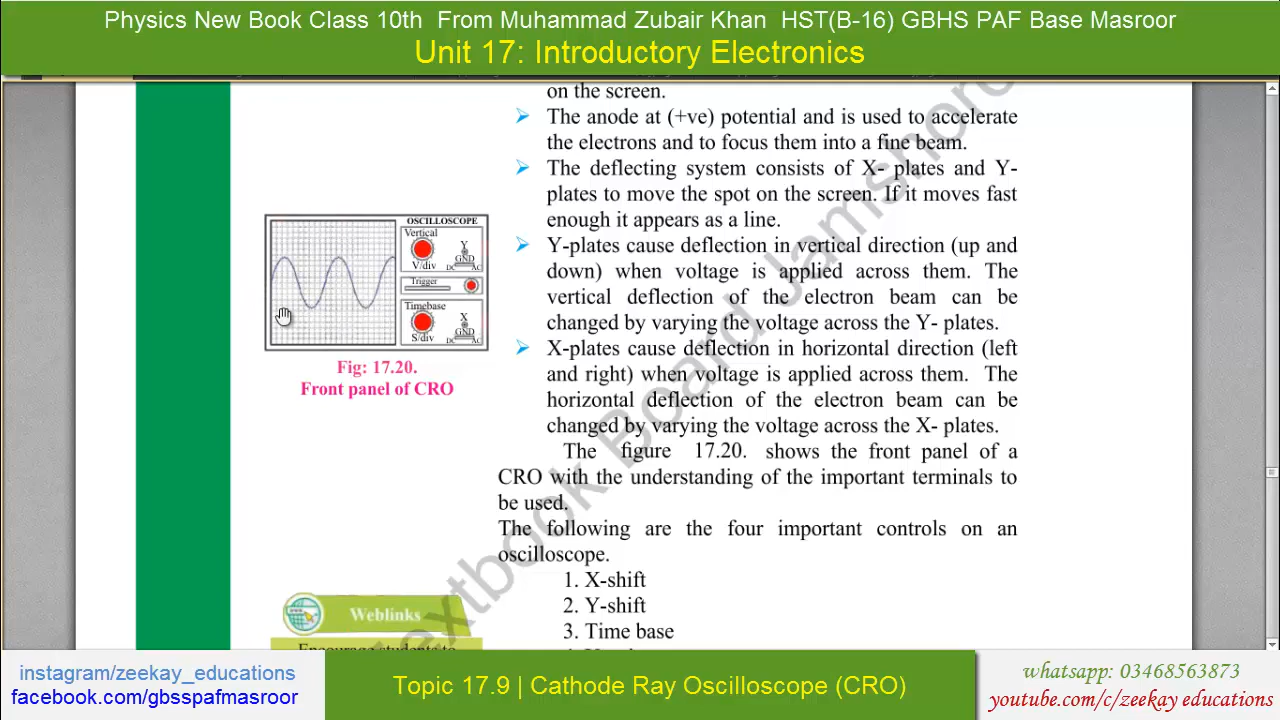 Physics New Book Class 10th From Muhammad Zubair Khan HST(B-16) GBHS PAF Base Masroor
Unit 17: Introductory Electronics
on the screen.
➢ The anode at (+ve) potential and is used to accelerate
the electrons and to focus them into a fine beam.
➢ The deflecting system consists of X- plates and Y-
plates to move the spot on the screen. If it moves fast
enough it appears as a line.
➢ Y-plates cause deflection in vertical direction (up and
down) when voltage is applied across them. The
vertical deflection of the electron beam can be
changed by varying the voltage across the Y- plates.
➢ X-plates cause deflection in horizontal direction (left
and right) when voltage is applied across them. The
horizontal deflection of the electron beam can be
changed by varying the voltage across the X- plates.
The figure 17.20. shows the front panel of a
CRO with the understanding of the important terminals to
be used.
The following are the four important controls on an
oscilloscope.
1. X-shift
2. Y-shift
3. Time base
OSCILLOSCOPE
Vertical
Y
GND
V/div
DC AC
Trigger
Timebase
X
GND
S/div
DC AC
Fig: 17.20.
Front panel of CRO
Weblinks
Encourage students to
Textbook Board Jamshoro
instagram/zeekay_educations
facebook.com/gbsspafmasroor
Topic 17.9 | Cathode Ray Oscilloscope (CRO)
whatsapp: 03468563873
youtube.com/c/zeekay educations